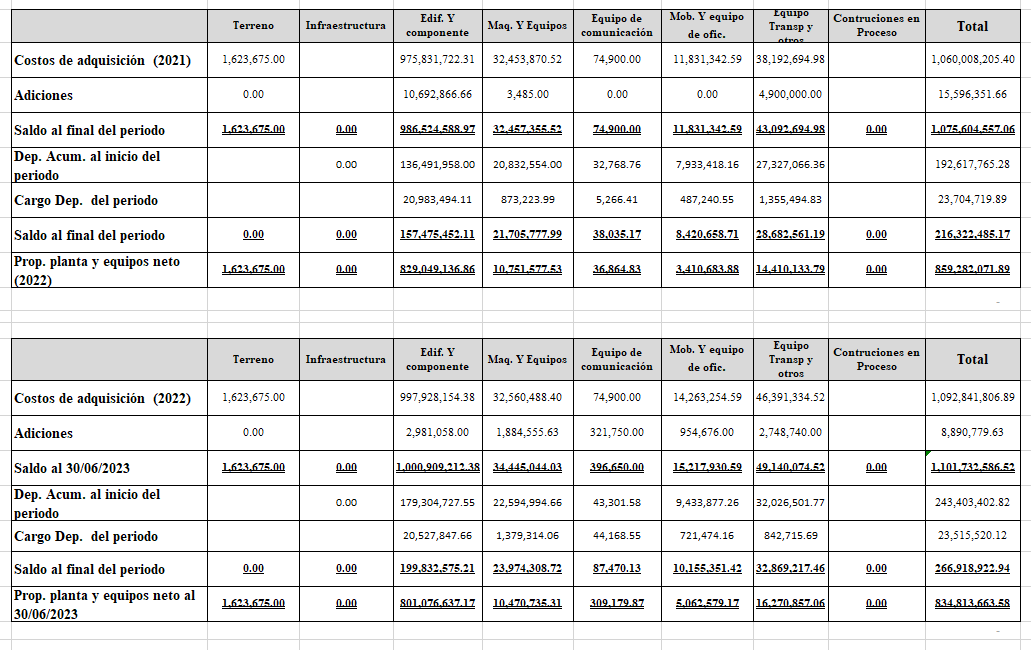 Terreno Infraestructura Edif. Y componente Maq. Y Equipos Equipo de comunicación Mob. Y equipo de ofic. Equipo Transp y otros Contruciones en Proceso Total
Costos de adquisición (2021) 1,623,675.00 975,831,722.31 32,453,870.52 74,900.00 11,831,342.59 38,192,694.98 1,060,008,205.40
Adiciones 0.00 10,692,866.66 3,485.00 0.00 0.00 4,900,000.00 15,596,351.66
Saldo al final del periodo 1,623,675.00 0.00 986,524,588.97 32,457,355.52 74,900.00 11,831,342.59 43,092,694.98 0.00 1,075,604,557.06
Dep. Acum. al inicio del periodo 0.00 136,491,958.00 20,832,554.00 32,768.76 7,933,418.16 27,327,066.36 192,617,765.28
Cargo Dep. del periodo 20,983,494.11 873,223.99 5,266.41 487,240.55 1,355,494.83 23,704,719.89
Saldo al final del periodo 0.00 0.00 157,475,452.11 21,705,777.99 38,035.17 8,420,658.71 28,682,561.19 0.00 216,322,485.17
Prop. planta y equipos neto (2022) 1,623,675.00 0.00 829,049,136.86 10,751,577.53 36,864.83 3,410,683.88 14,410,133.79 0.00 859,282,071.89
-
Terreno Infraestructura Edif. Y componente Maq. Y Equipos Equipo de comunicación Mob. Y equipo de ofic. Equipo Transp y otros Contruciones en Proceso Total
Costos de adquisición (2022) 1,623,675.00 997,928,154.38 32,560,488.40 74,900.00 14,263,254.59 46,391,334.52 1,092,841,806.89
Adiciones 0.00 2,981,058.00 1,884,555.63 321,750.00 954,676.00 2,748,740.00 8,890,779.63
Saldo al 30/06/2023 1,623,675.00 0.00 1,000,909,212.38 34,445,044.03 396,650.00 15,217,930.59 49,140,074.52 0.00 1,101,732,586.52
Dep. Acum. al inicio del periodo 0.00 179,304,727.55 22,594,994.66 43,301.58 9,433,877.26 32,026,501.77 243,403,402.82
Cargo Dep. del periodo 20,527,847.66 1,379,314.06 44,168.55 721,474.16 842,715.69 23,515,520.12
Saldo al final del periodo 0.00 0.00 199,832,575.21 23,974,308.72 87,470.13 10,155,351.42 32,869,217.46 0.00 266,918,922.94
Prop. planta y equipos neto al 30/06/2023 1,623,675.00 0.00 801,076,637.17 10,470,735.31 309,179.87 5,062,579.17 16,270,857.06 0.00 834,813,663.58
-